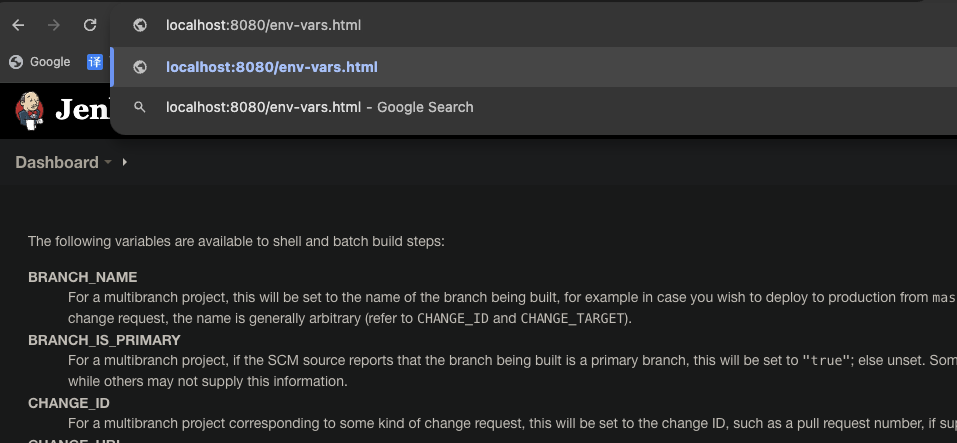 localhost:8080/env-vars.html
Google 译
localhost:8080/env-vars.html
localhost:8080/env-vars.html - Google Search
Jen
Dashboard
The following variables are available to shell and batch build steps:
BRANCH_NAME
For a multibranch project, this will be set to the name of the branch being built, for example in case you wish to deploy to production from mas
change request, the name is generally arbitrary (refer to CHANGE_ID and CHANGE_TARGET).
BRANCH_IS_PRIMARY
For a multibranch project, if the SCM source reports that the branch being built is a primary branch, this will be set to "true"; else unset. Som
while others may not supply this information.
CHANGE_ID
For a multibranch project corresponding to some kind of change request, this will be set to the change ID, such as a pull request number, if sup